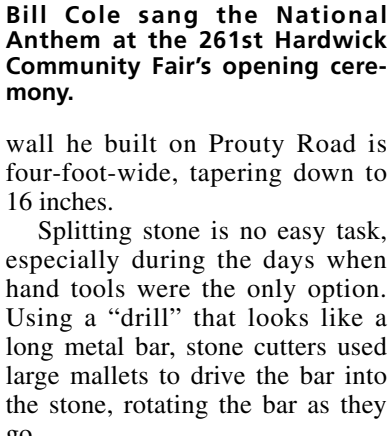 Bill Cole sang the National
Anthem at the 261st Hardwick
Community Fair's opening cere-
mony.
wall he built on Prouty Road is
four-foot-wide, tapering down to
16 inches.
Splitting stone is no easy task,
especially during the days when
hand tools were the only option.
Using a “drill” that looks like a
long metal bar, stone cutters used
large mallets to drive the bar into
the stone, rotating the bar as they
go.